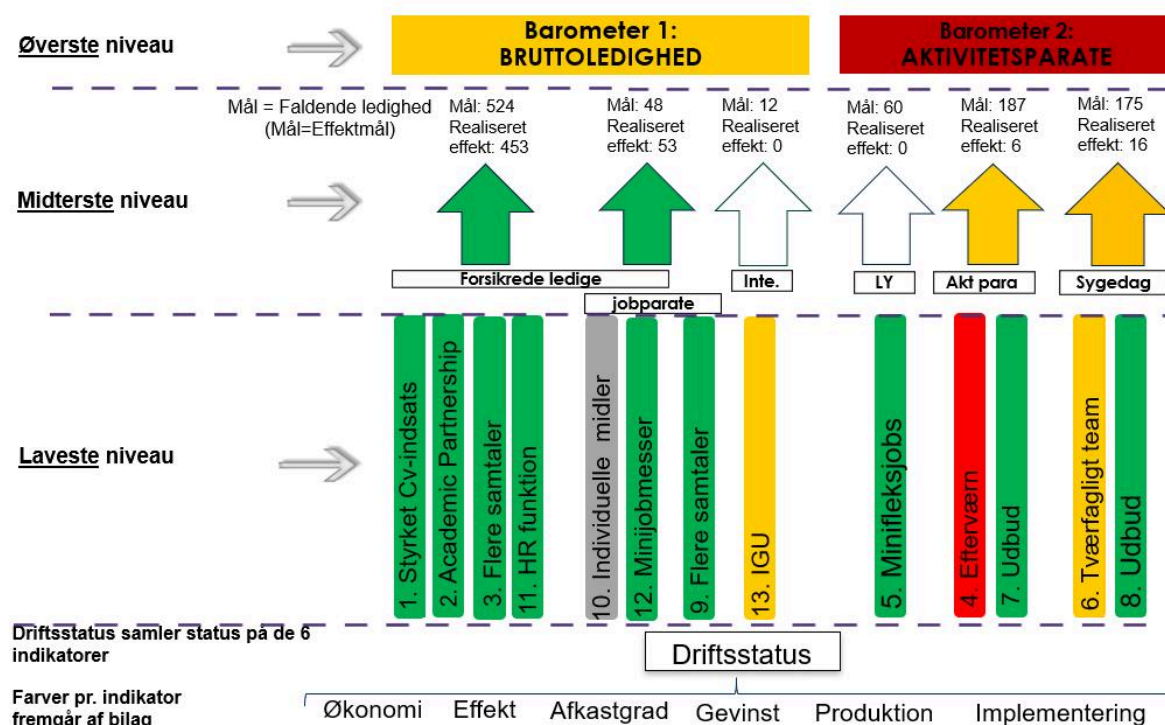 Øverste niveau
Barometer 1:
BRUTTOLEDIGHED
Barometer 2:
AKTIVITETSPARATE
Mål = Faldende ledighed
(Mål=Effektmål)
Mål: 524
Realiseret
effekt: 453
Mål: 48
Realiseret
effekt: 53
Mål: 12
Realiseret
effekt: 0
Mål: 60
Realiseret
effekt: 0
Mål: 187
Realiseret
effekt: 6
Mål: 175
Realiseret
effekt: 16
Midterste niveau
Forsikrede ledige
jobparate
Inte.
LY
Akt para
Sygedag
Laveste niveau
1. Styrket Cv-indsats
2. Academic Partnership
3. Flere samtaler
11. HR funktion
10. Individuelle midler
12. Minijobmesser
9. Flere samtaler
13. IGU
5. Minifleksjobs
4. Efterværn
7. Udbud
6. Tværfagligt team
8. Udbud
Driftsstatus samler status på de 6
indikatorer
Driftsstatus
Farver pr. indikator
fremgår af bilag
Økonomi Effekt Afkastgrad Gevinst Produktion Implementering